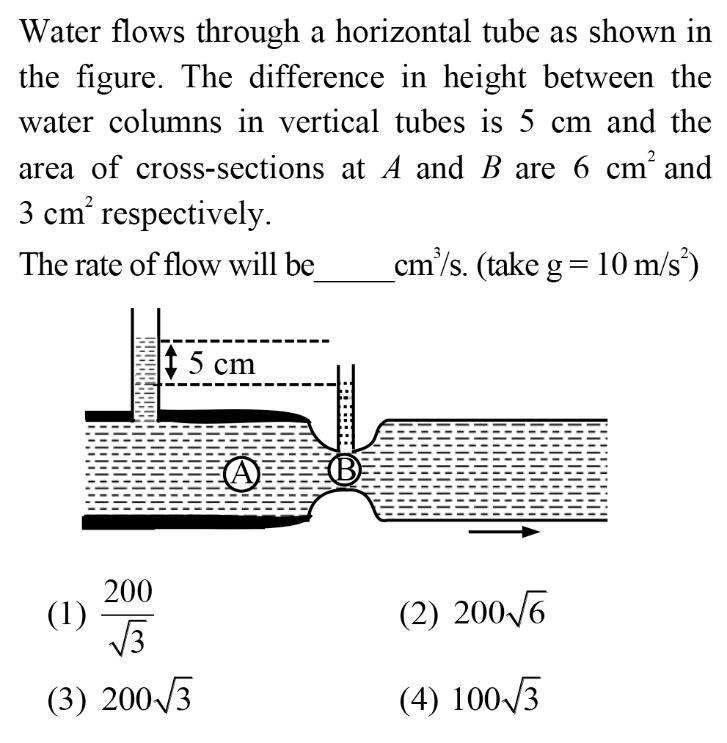 Water flows through a horizontal tube as shown in
the figure. The difference in height between the
water columns in vertical tubes is 5 cm and the
area of cross-sections at A and B are 6 cm² and
3 cm² respectively.
The rate of flow will be_____cm³/s. (take g = 10 m/s²)
5 cm
A
B
(1) 200/√3
(2) 200√6
(3) 200√3
(4) 100√3